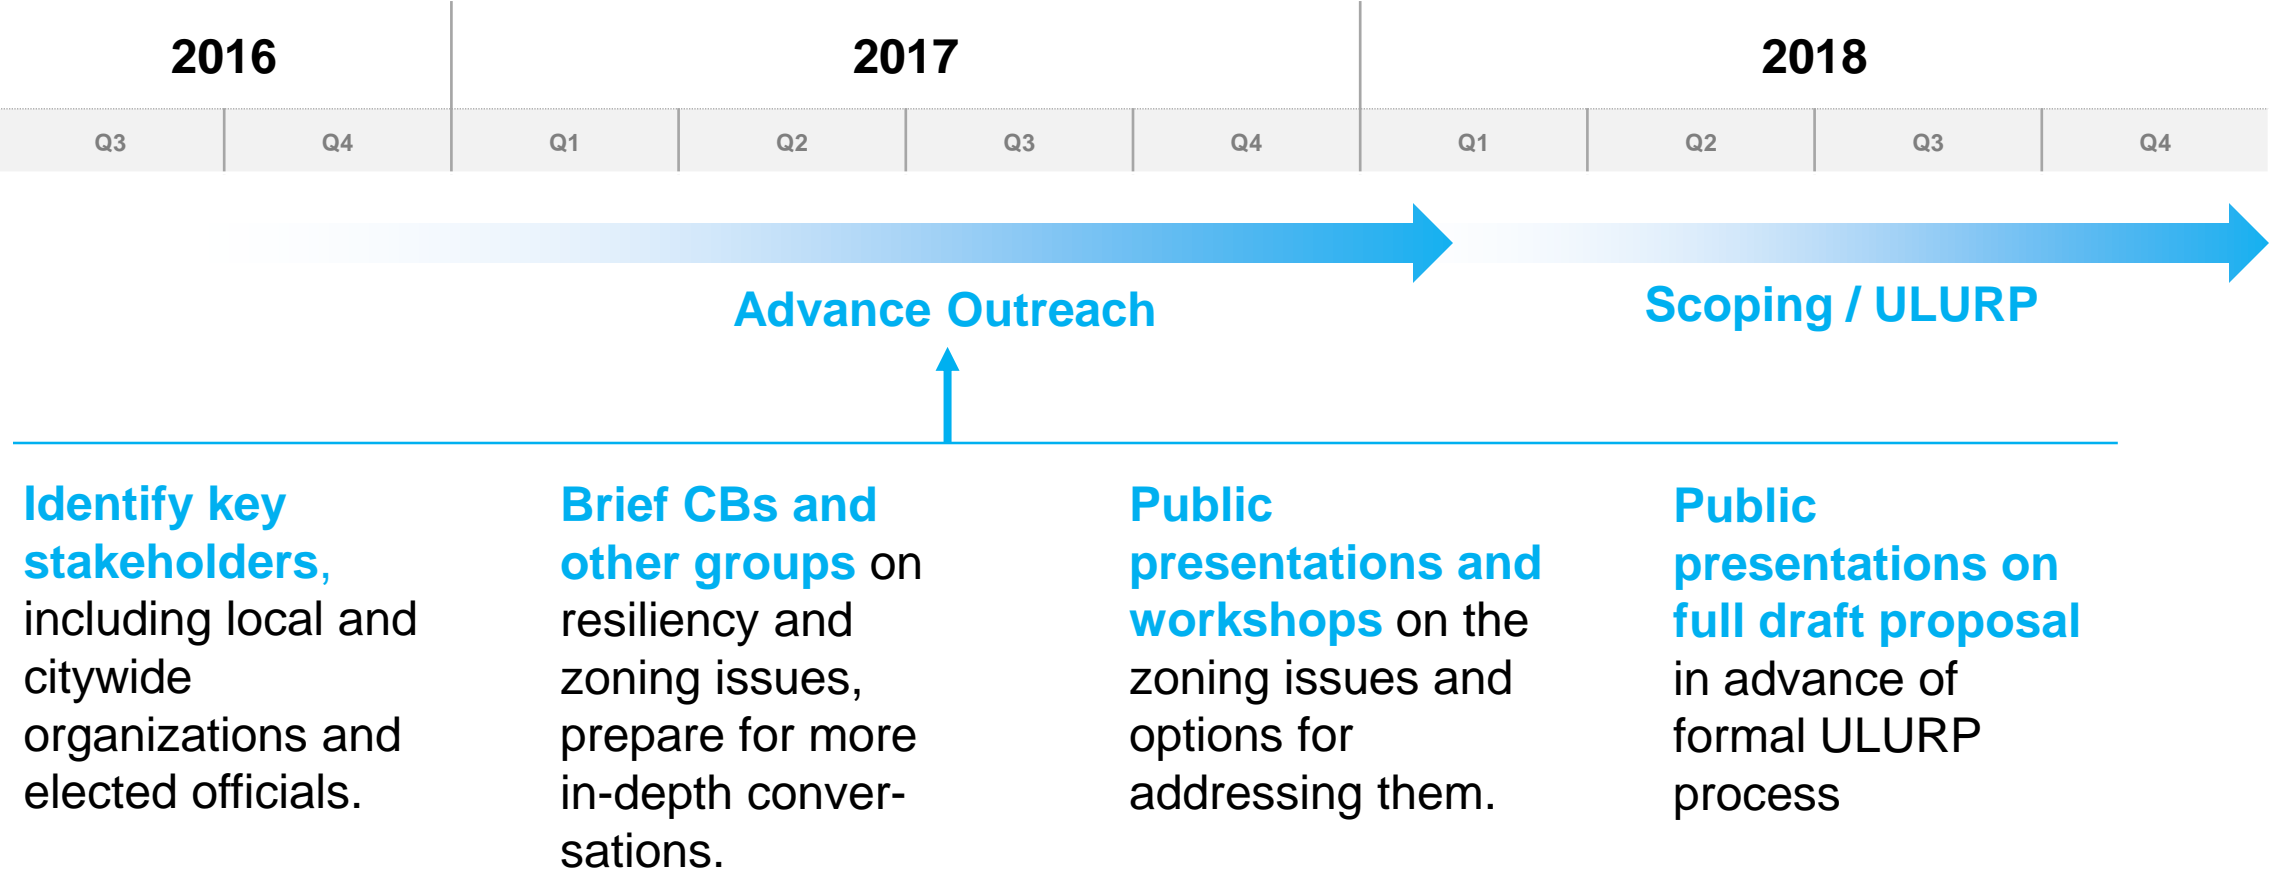 2016 2017 2018
Q3 Q4 Q1 Q2 Q3 Q4 Q1 Q2 Q3 Q4
Advance Outreach
Scoping / ULURP
Identify key
stakeholders,
including local and
citywide
organizations and
elected officials.
Brief CBs and
other groups on
resiliency and
zoning issues,
prepare for more
in-depth conver-
sations.
Public
presentations and
workshops on the
zoning issues and
options for
addressing them.
Public
presentations on
full draft proposal
in advance of
formal ULURP
process